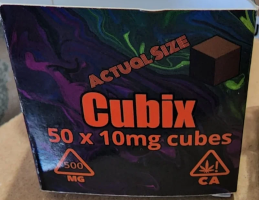 ACTUAL SIZE
Cubix
50 x 10mg cubes
500
MG
!
CA